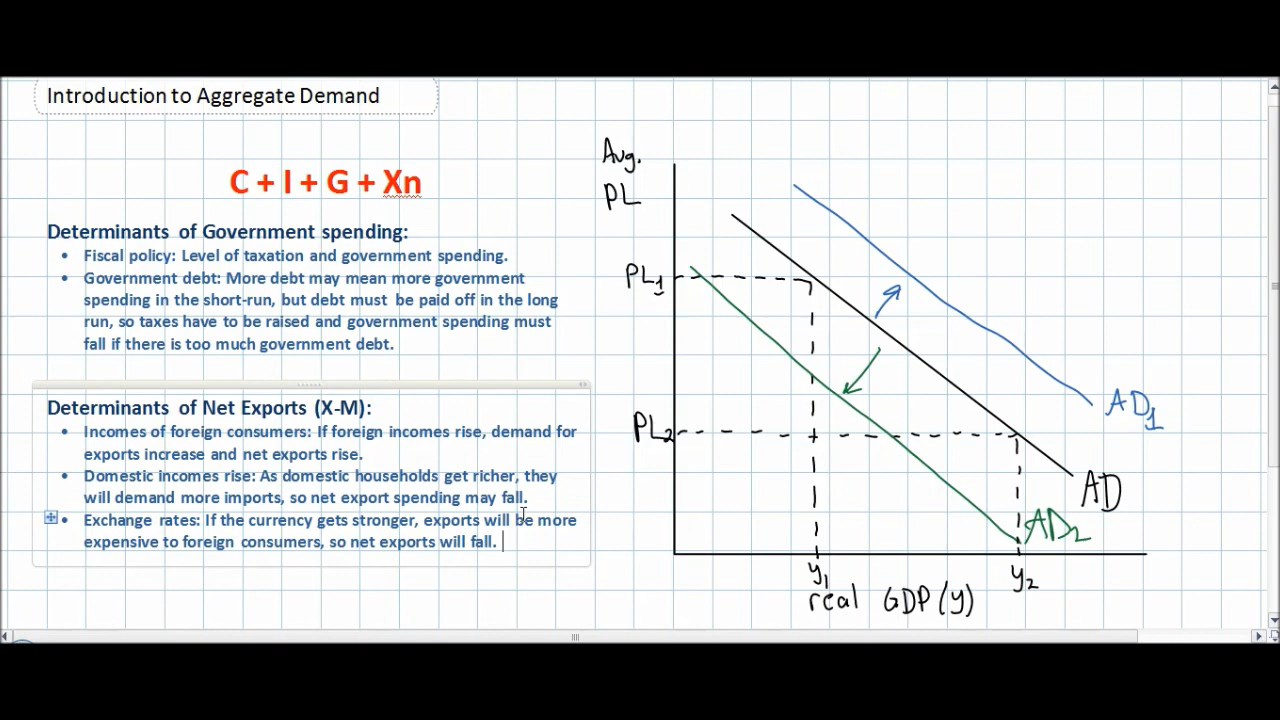 Introduction to Aggregate Demand
C + I + G + Xn
Determinants of Government spending:
• Fiscal policy: Level of taxation and government spending.
• Government debt: More debt may mean more government
spending in the short-run, but debt must be paid off in the long
run, so taxes have to be raised and government spending must
fall if there is too much government debt.
Determinants of Net Exports (X-M):
• Incomes of foreign consumers: If foreign incomes rise, demand for
exports increase and net exports rise.
• Domestic incomes rise: As domestic households get richer, they
will demand more imports, so net export spending may fall.
• Exchange rates: If the currency gets stronger, exports will be more
expensive to foreign consumers, so net exports will fall.
Avg.
PL
PL1
PL2
AD1
AD
AD2
y1
y2
real GDP (y)